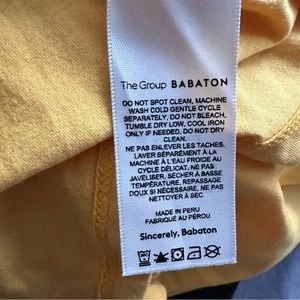 The Group BABATON
DO NOT SPOT CLEAN, MACHINE
WASH COLD GENTLE CYCLE
SEPARATELY. DO NOT BLEACH,
TUMBLE DRY LOW, COOL IRON
ONLY IF NEEDED, DO NOT DRY
CLEAN.
NE PAS ENLEVER LES TACHES,
LAVER SÉPARÉMENT À LA
MACHINE À L'EAU FROIDE AU
CYCLE DÉLICAT. NE PAS
JAVELISER, SÉCHER À BASSE
TEMPÉRATURE, REPASSAGE
DOUX SI NÉCESSAIRE, NE PAS
NETTOYER À SEC.
MADE IN PERU
FABRIQUÉ AU PÉROU
Sincerely, Babaton